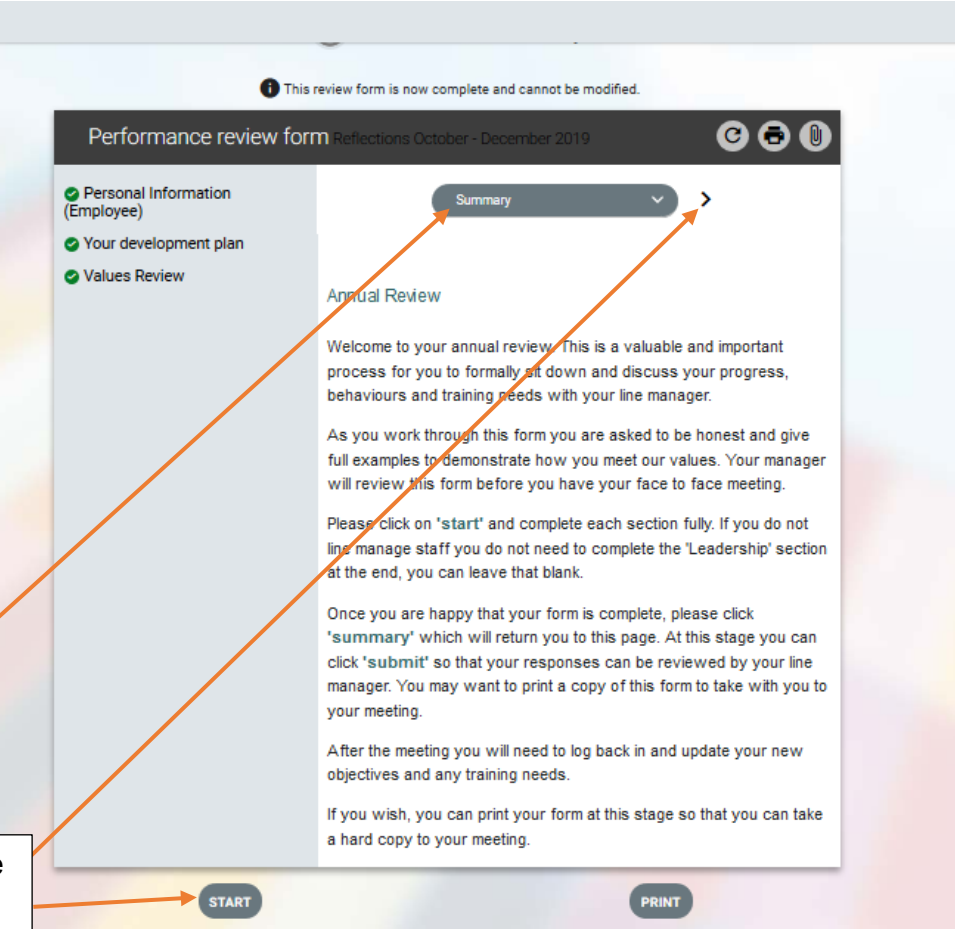 This review form is now complete and cannot be modified.
Performance review form Reflections October - December 2019
Personal Information
(Employee)
Your development plan
Values Review
Summary
Annual Review
Welcome to your annual review. This is a valuable and important
process for you to formally sit down and discuss your progress,
behaviours and training needs with your line manager.
As you work through this form you are asked to be honest and give
full examples to demonstrate how you meet our values. Your manager
will review this form before you have your face to face meeting.
Please click on 'start' and complete each section fully. If you do not
line manage staff you do not need to complete the 'Leadership' section
at the end, you can leave that blank.
Once you are happy that your form is complete, please click
'summary' which will return you to this page. At this stage you can
click 'submit' so that your responses can be reviewed by your line
manager. You may want to print a copy of this form to take with you to
your meeting.
After the meeting you will need to log back in and update your new
objectives and any training needs.
If you wish, you can print your form at this stage so that you can take
a hard copy to your meeting.
START
PRINT